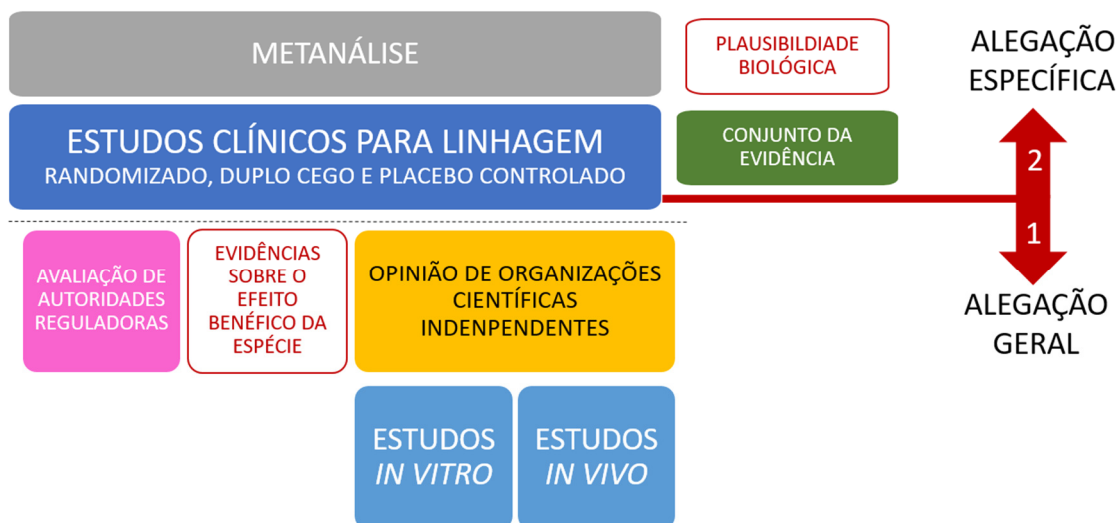 METANÁLISE
PLAUSIBILDIADE
BIOLÓGICA
ALEGAÇÃO
ESPECÍFICA
ESTUDOS CLÍNICOS PARA LINHAGEM
RANDOMIZADO, DUPLO CEGO E PLACEBO CONTROLADO
CONJUNTO DA
EVIDÊNCIA
2
1
AVALIAÇÃO DE
AUTORIDADES
REGULADORAS
EVIDÊNCIAS
SOBRE O
EFEITO
BENÉFICO DA
ESPÉCIE
OPINIÃO DE ORGANIZAÇÕES
CIENTÍFICAS
INDENPENDENTES
ALEGAÇÃO
GERAL
ESTUDOS
IN VITRO
ESTUDOS
IN VIVO